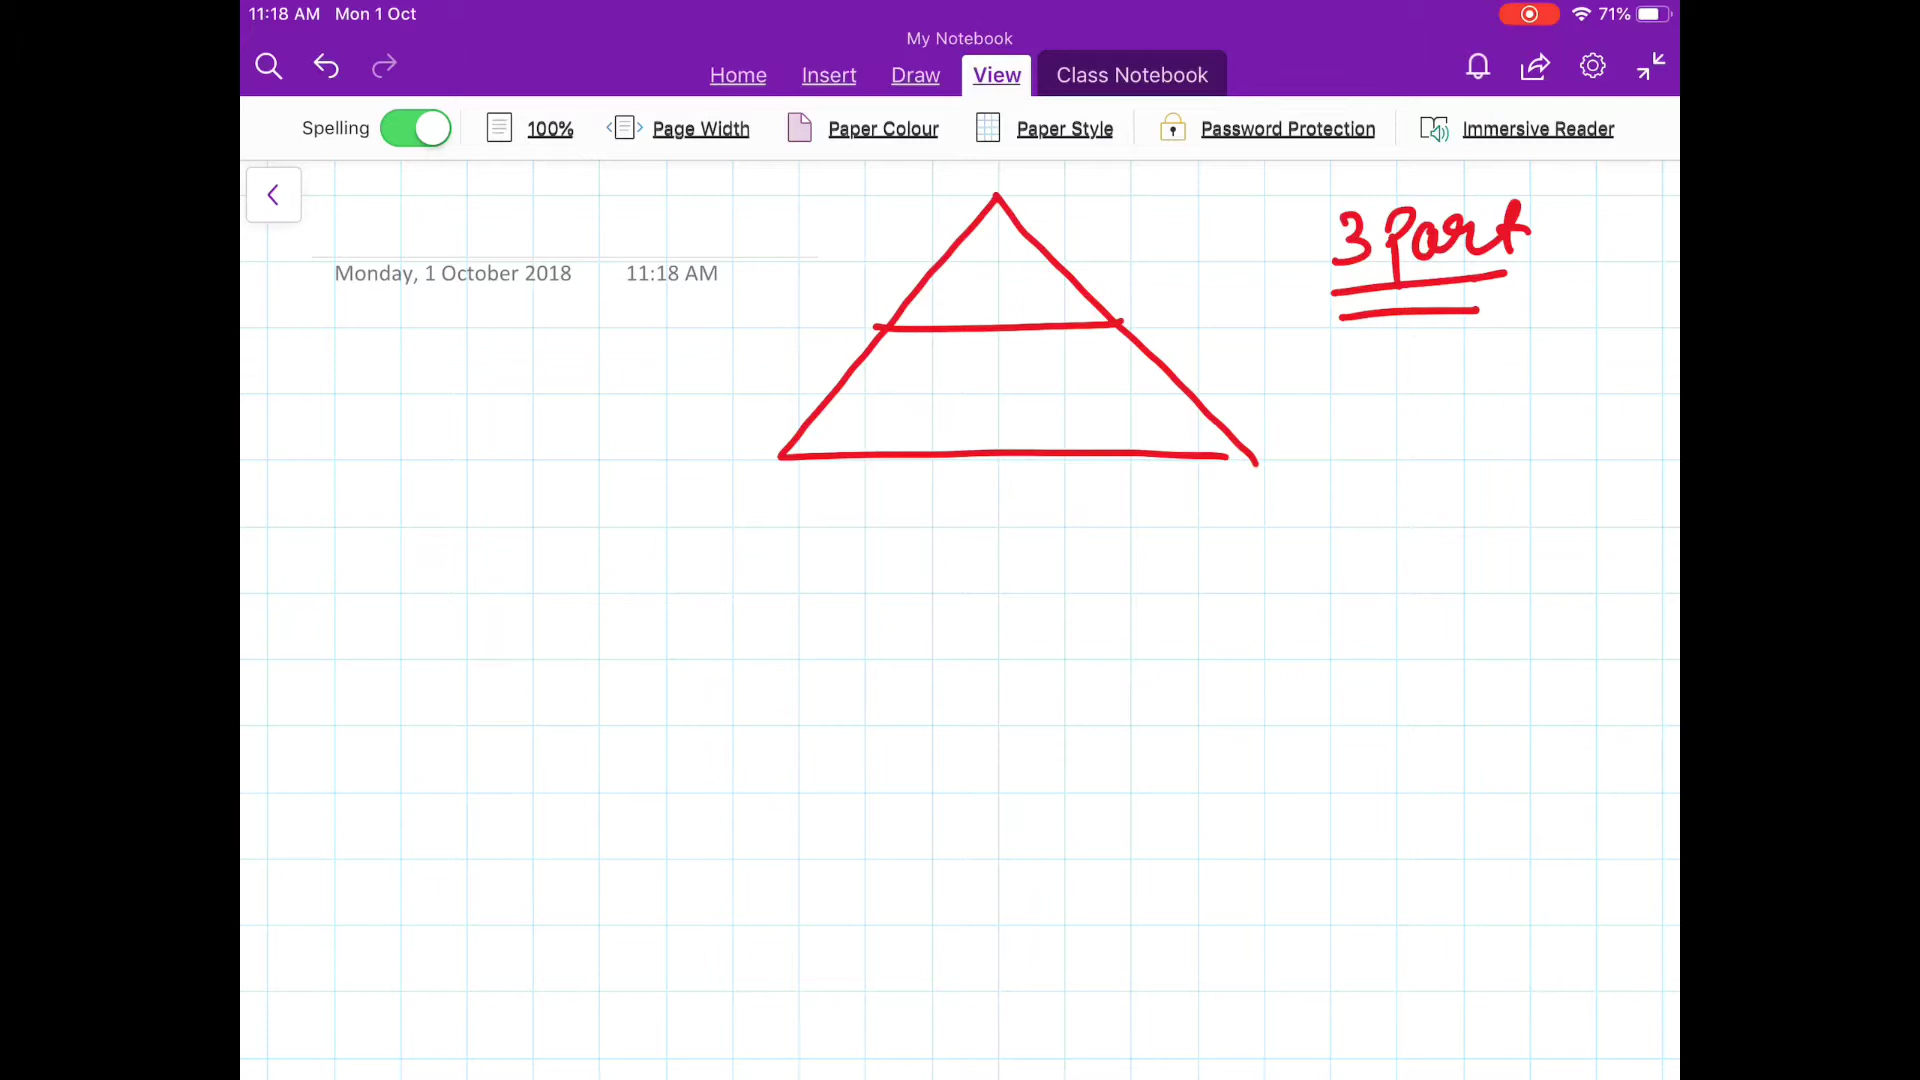 11:18 AM Mon 1 Oct 71%
My Notebook
Home Insert Draw View Class Notebook
Spelling 100% Page Width Paper Colour Paper Style Password Protection Immersive Reader
3 Part
Monday, 1 October 2018 11:18 AM